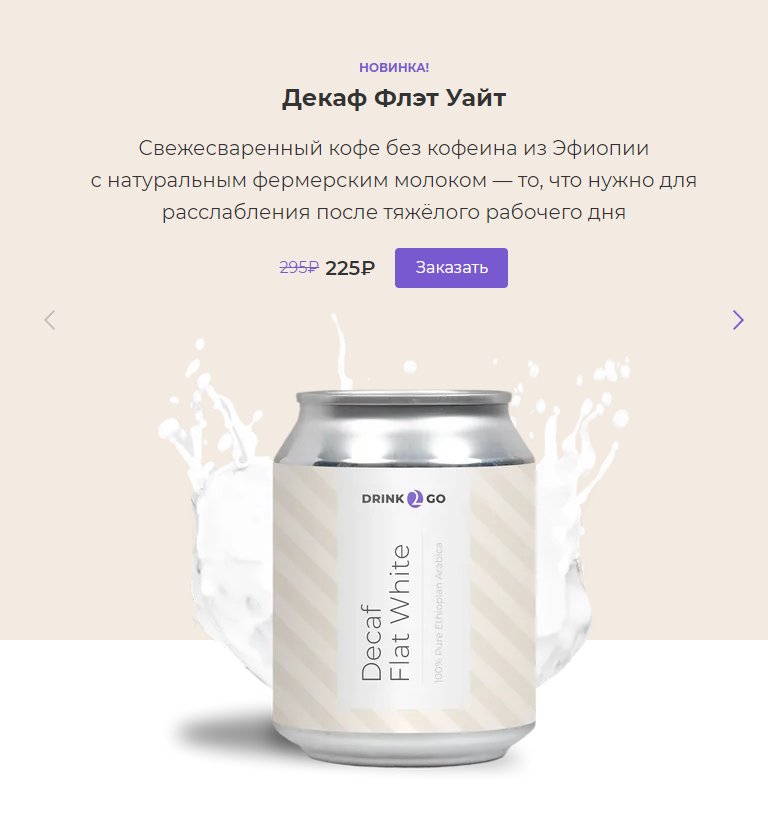 НОВИНКА!
Декаф Флэт Уайт
Свежесваренный кофе без кофеина из Эфиопии
с натуральным фермерским молоком — то, что нужно для
расслабления после тяжёлого рабочего дня
295₽ 225₽ Заказать
DRINK 2 GO
Decaf
Flat White
100% Pure Ethiopian Arabica